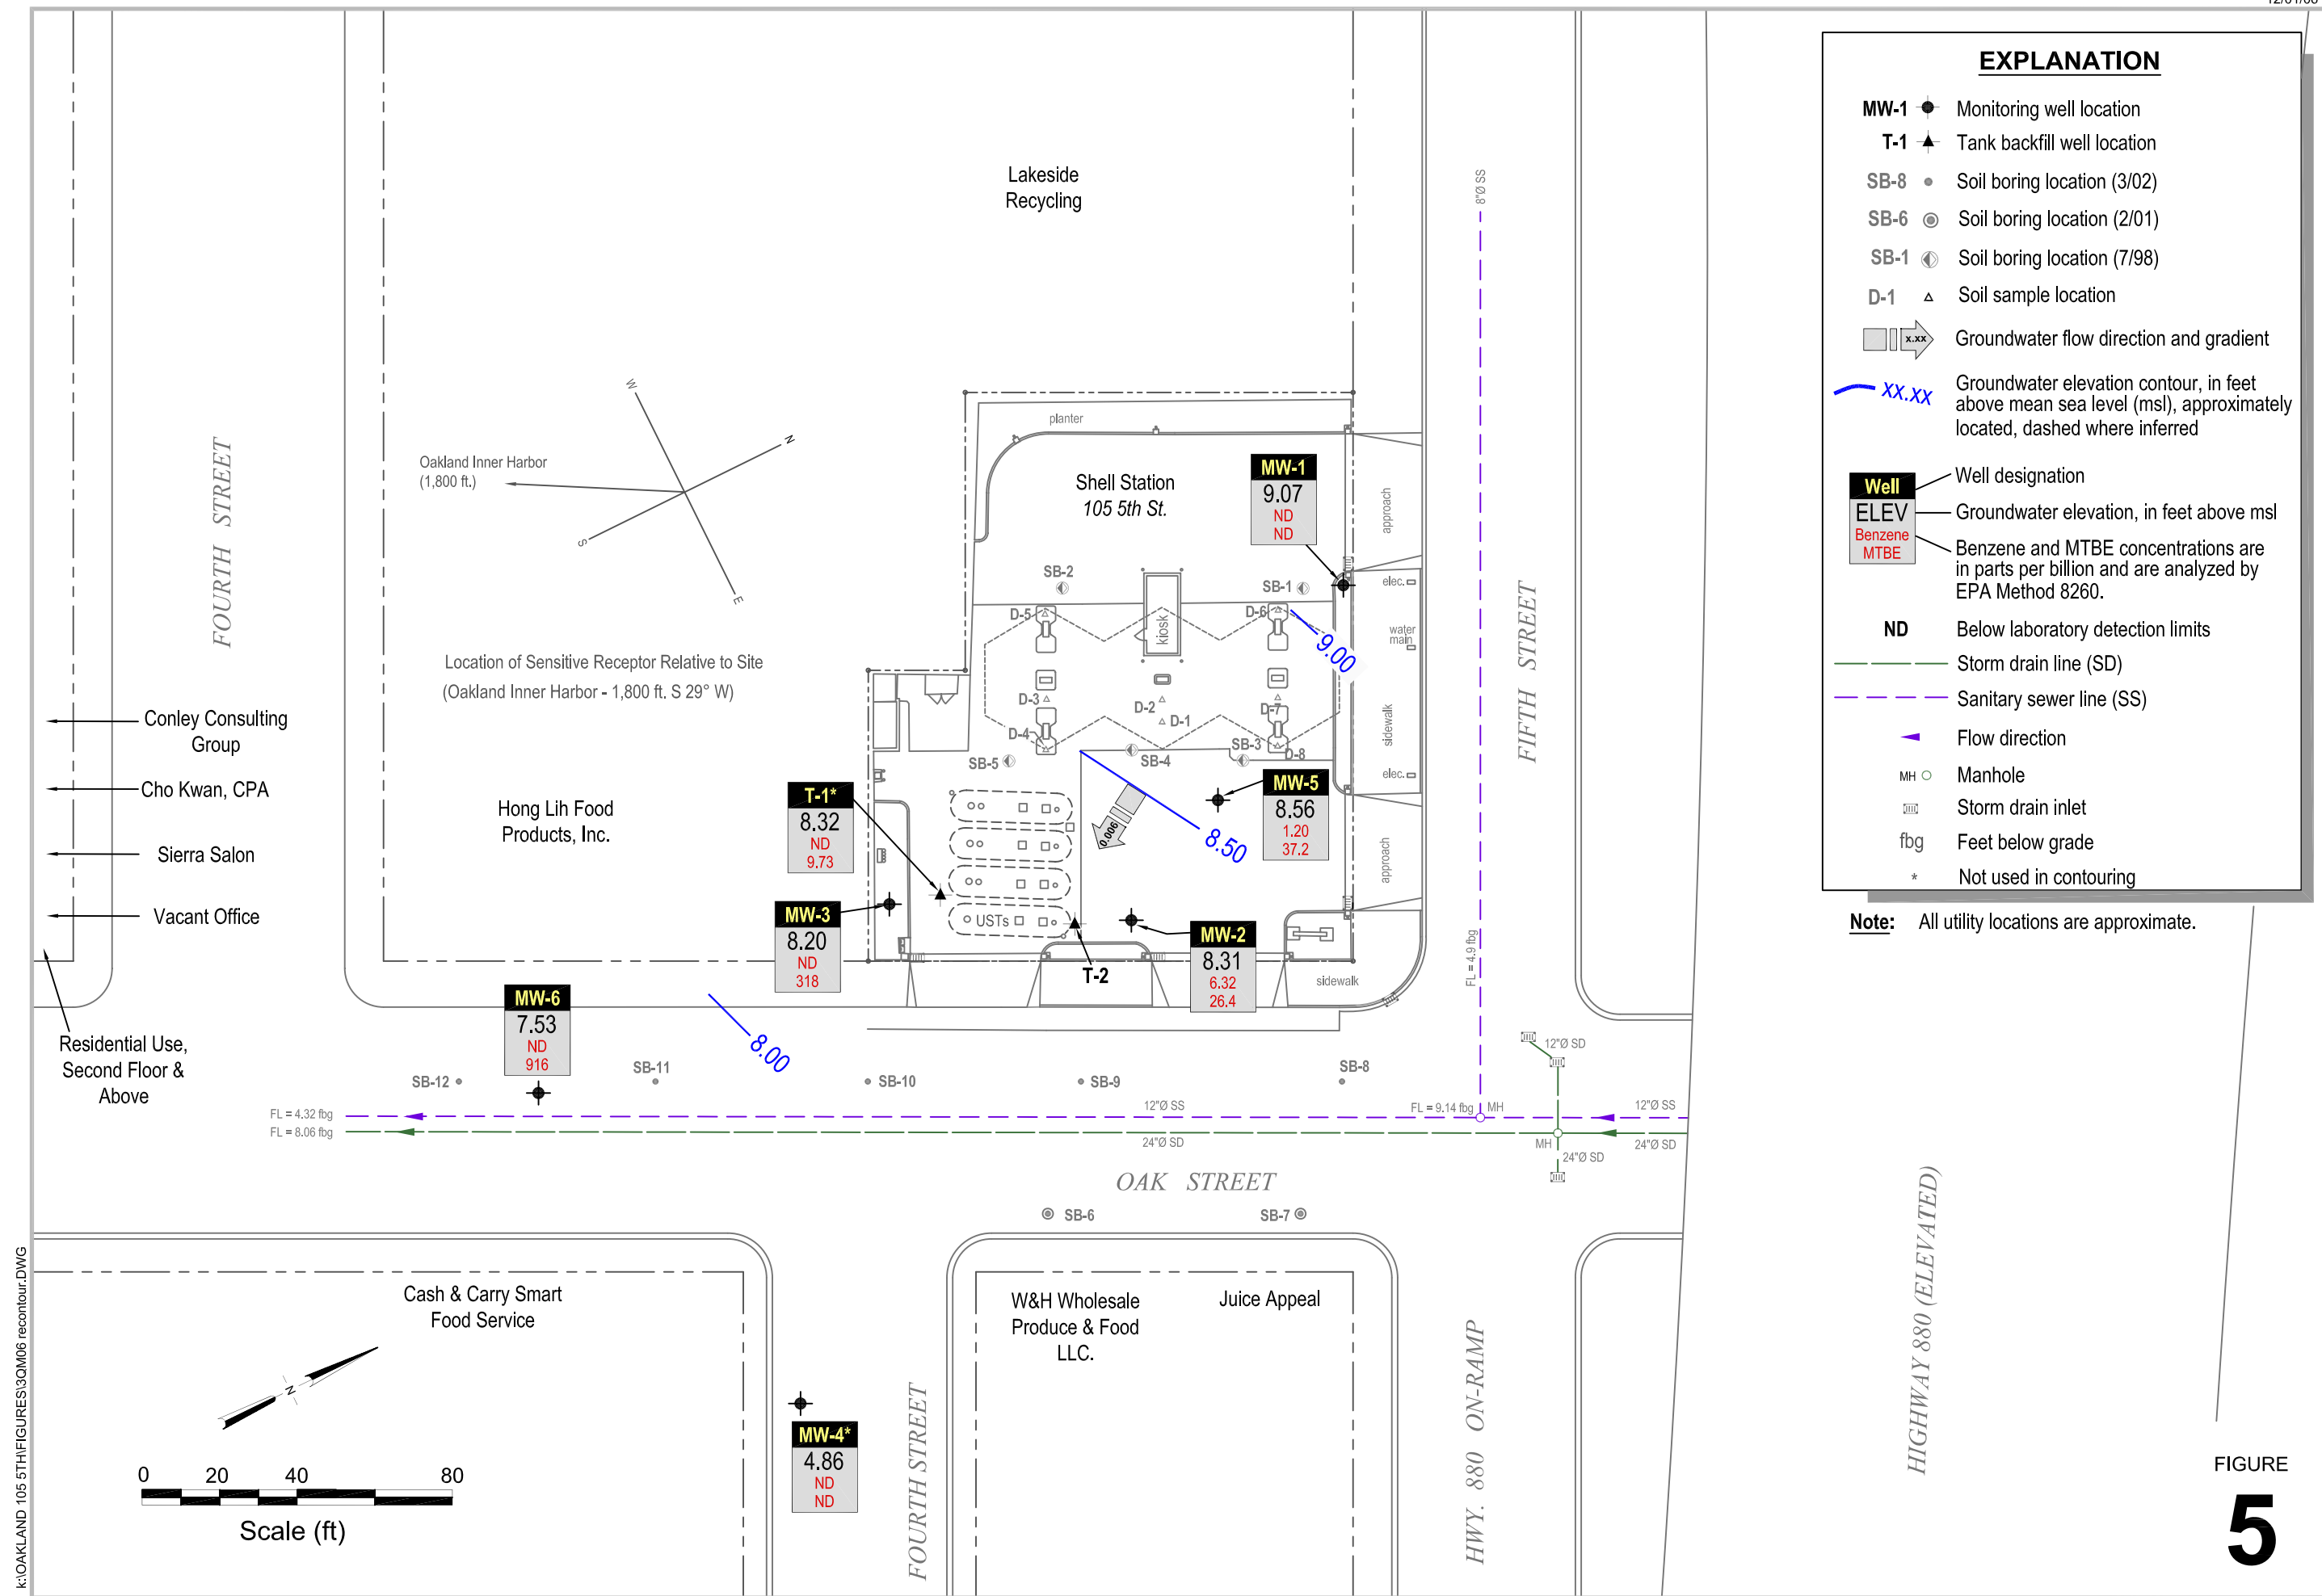 EXPLANATION
MW-1 Monitoring well location
T-1 Tank backfill well location
SB-8 Soil boring location (3/02)
SB-6 Soil boring location (2/01)
SB-1 Soil boring location (7/98)
D-1 Soil sample location
x.xx Groundwater flow direction and gradient
XX.XX Groundwater elevation contour, in feet
above mean sea level (msl), approximately
located, dashed where inferred
Well
ELEV
Benzene
MTBE
Well designation
Groundwater elevation, in feet above msl
Benzene and MTBE concentrations are
in parts per billion and are analyzed by
EPA Method 8260.
ND Below laboratory detection limits
Storm drain line (SD)
Sanitary sewer line (SS)
Flow direction
MH Manhole
Storm drain inlet
fbg Feet below grade
* Not used in contouring
Note: All utility locations are approximate.
Lakeside
Recycling
8"Ø SS
FOURTH STREET
W
N
S
E
Oakland Inner Harbor
(1,800 ft.)
Location of Sensitive Receptor Relative to Site
(Oakland Inner Harbor - 1,800 ft. S 29° W)
planter
Shell Station
105 5th St.
MW-1
9.07
ND
ND
approach
SB-2
SB-1
elec.
D-5
D-6
kiosk
water
main
9.00
FIFTH STREET
D-3
D-2
D-1
D-7
sidewalk
D-4
SB-5
SB-4
SB-3
D-8
elec.
Conley Consulting
Group
Cho Kwan, CPA
Sierra Salon
Vacant Office
Hong Lih Food
Products, Inc.
T-1*
8.32
ND
9.73
0.006
8.50
MW-5
8.56
1.20
37.2
approach
MW-3
8.20
ND
318
USTs
T-2
MW-2
8.31
6.32
26.4
sidewalk
FL = 4.9 fbg
MW-6
7.53
ND
916
8.00
Residential Use,
Second Floor &
Above
SB-12
SB-11
SB-10
SB-9
SB-8
12"Ø SD
FL = 4.32 fbg
12"Ø SS
FL = 9.14 fbg
MH
12"Ø SS
FL = 8.06 fbg
24"Ø SD
MH
24"Ø SD
24"Ø SD
OAK STREET
SB-6
SB-7
Cash & Carry Smart
Food Service
W&H Wholesale
Produce & Food
LLC.
Juice Appeal
N
MW-4*
4.86
ND
ND
FOURTH STREET
HWY. 880 ON-RAMP
HIGHWAY 880 (ELEVATED)
0 20 40 80
Scale (ft)
FIGURE
5
k:\OAKLAND 105 5TH\FIGURES\3QM06 recontour.DWG